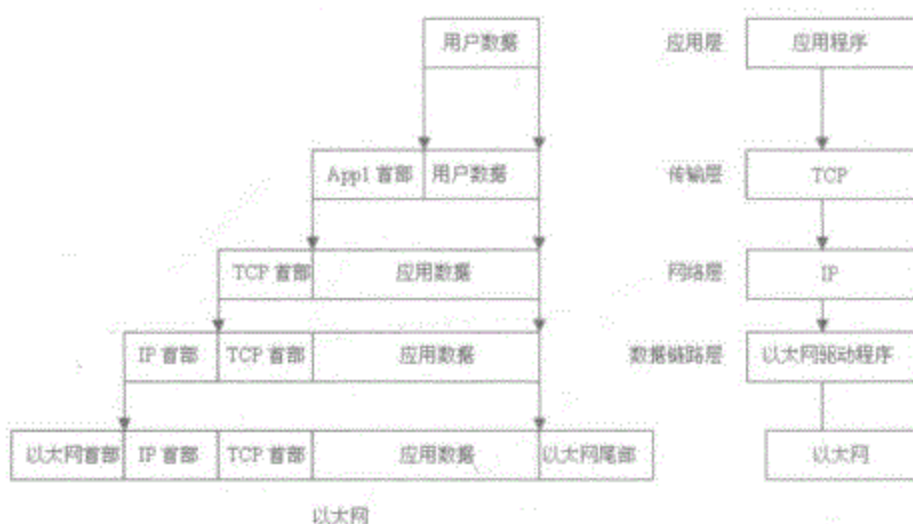 用户数据 应用层 应用程序
App1 首部 用户数据 传输层 TCP
TCP 首部 应用数据 网络层 IP
IP 首部 TCP 首部 应用数据 数据链路层 以太网驱动程序
以太网首部 IP 首部 TCP 首部 应用数据 以太网尾部 以太网
以太网